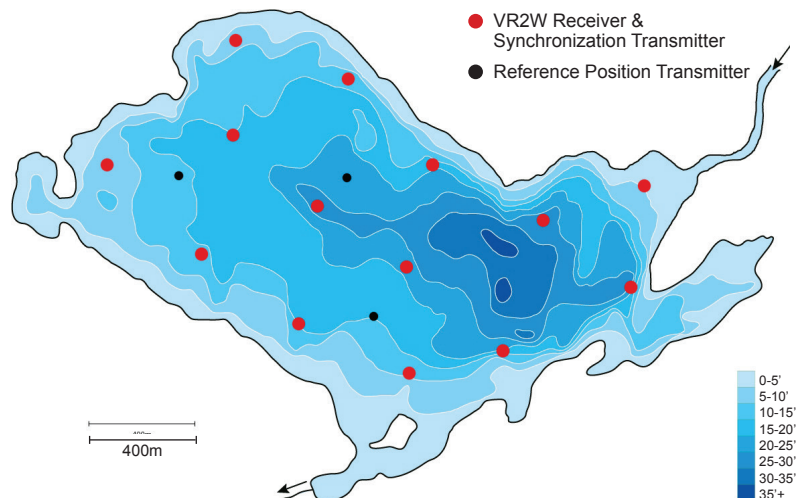 VR2W Receiver &
Synchronization Transmitter
Reference Position Transmitter
0-5'
5-10'
10-15'
15-20'
20-25'
25-30'
30-35'
35'+
400m